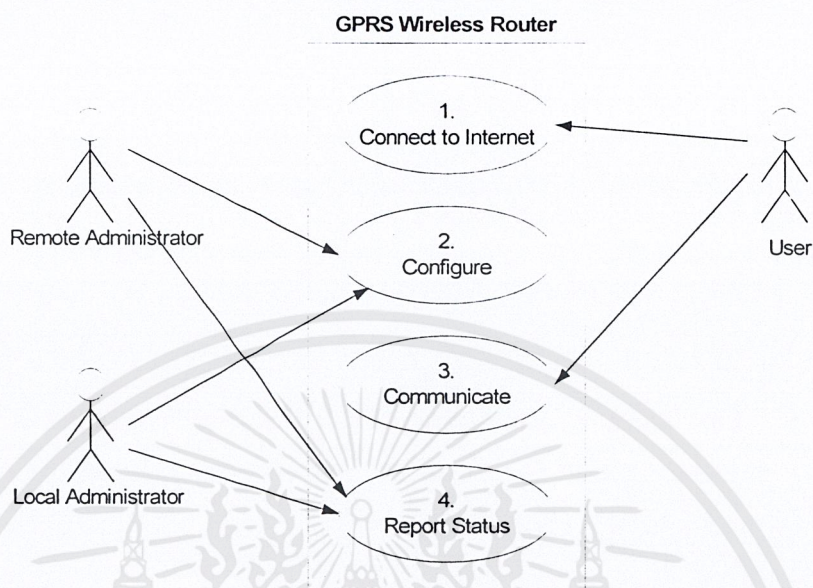 GPRS Wireless Router
1.
Connect to Internet
Remote Administrator
2.
Configure
User
3.
Communicate
Local Administrator
4.
Report Status